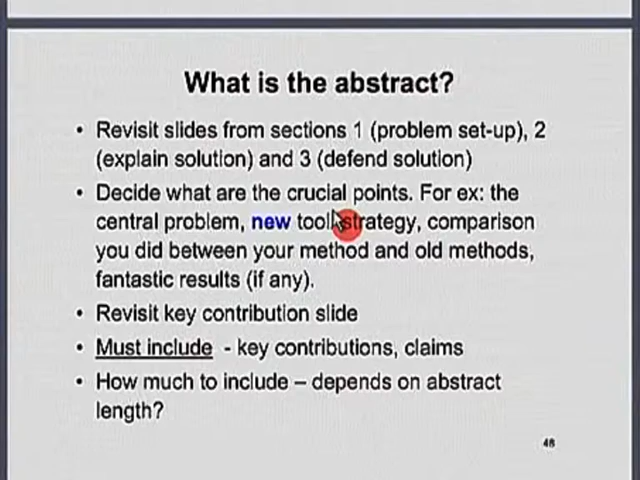 What is the abstract?
• Revisit slides from sections 1 (problem set-up), 2
(explain solution) and 3 (defend solution)
• Decide what are the crucial points. For ex: the
central problem, new tool/strategy, comparison
you did between your method and old methods,
fantastic results (if any).
• Revisit key contribution slide
• Must include - key contributions, claims
• How much to include – depends on abstract
length?
48